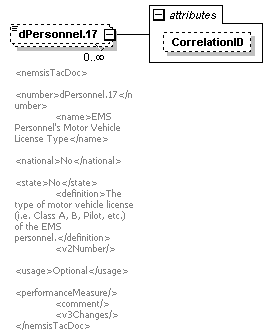 attributes
dPersonnel.17
CorrelationID
0..∞
<nemsisTacDoc>
<number>dPersonnel.17</n
umber>
<name>EMS
Personnel's Motor Vehicle
License Type</name>
<national>No</national>
<state>No</state>
<definition>The
type of motor vehicle license
(i.e. Class A, B, Pilot, etc.)
of the EMS
personnel.</definition>
<v2Number/>
<usage>Optional</usage>
<performanceMeasure/>
<comment/>
<v3Changes/>
</nemsisTacDoc>